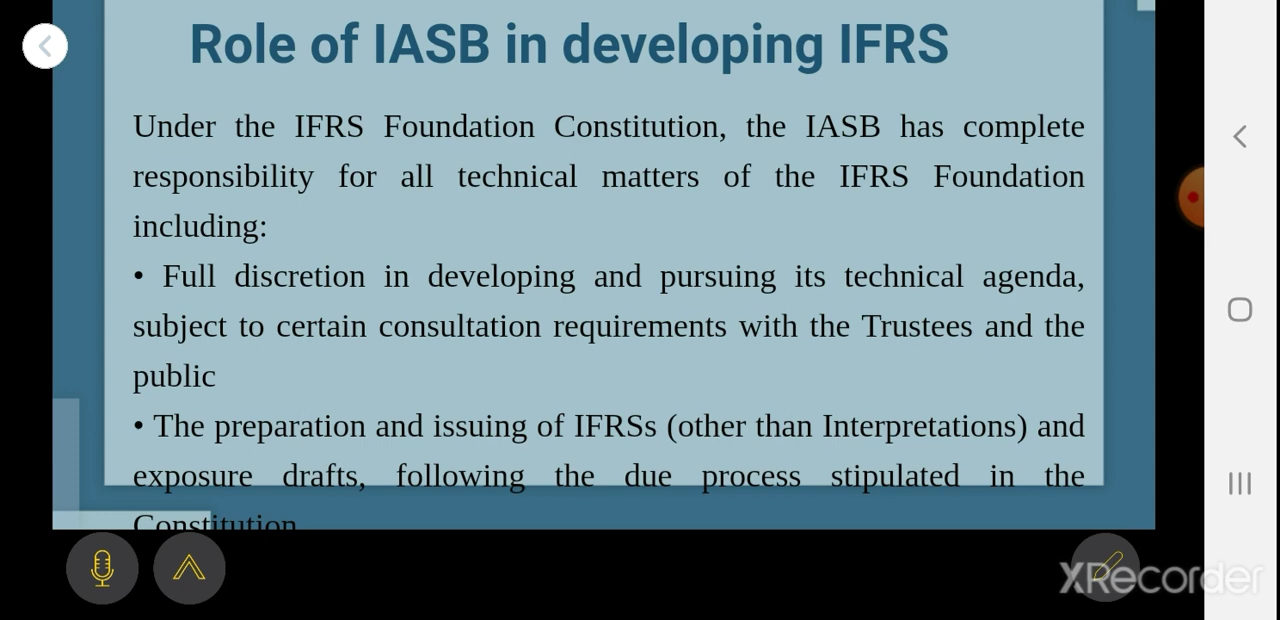 Role of IASB in developing IFRS
Under the IFRS Foundation Constitution, the IASB has complete
responsibility for all technical matters of the IFRS Foundation
including:
• Full discretion in developing and pursuing its technical agenda,
subject to certain consultation requirements with the Trustees and the
public
• The preparation and issuing of IFRSs (other than Interpretations) and
exposure drafts, following the due process stipulated in the
Constitution
XRecorder